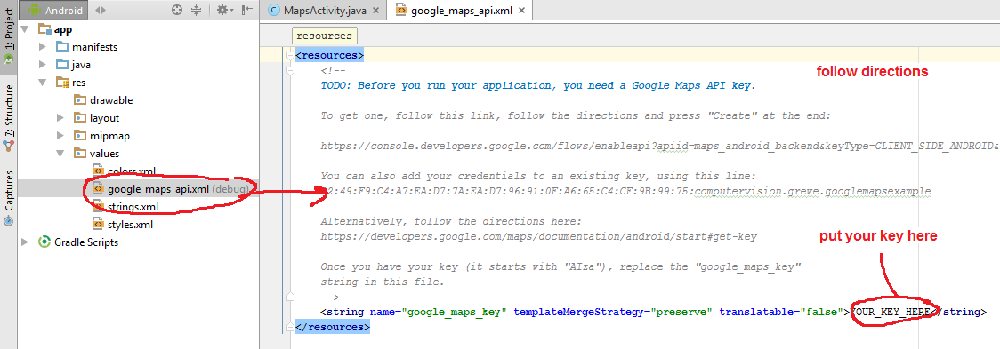 1: Project
7: Structure
Captures
Android
app
manifests
java
res
drawable
layout
mipmap
values
colors.xml
google_maps_api.xml (debug)
strings.xml
styles.xml
Gradle Scripts
MapsActivity.java
google_maps_api.xml
resources
<resources>
follow directions
<!--
TODO: Before you run your application, you need a Google Maps API key.
To get one, follow this link, follow the directions and press "Create" at the end:
https://console.developers.google.com/flows/enableapi?apiid=maps_android_backend&keyType=CLIENT_SIDE_ANDROID&
You can also add your credentials to an existing key, using this line:
2:49:F9:C4:A7:EA:D7:7A:EA:D7:96:91:0F:A6:65:C4:CF:9B:99:75;computervision.grewe.googlemapsexample
Alternatively, follow the directions here:
https://developers.google.com/maps/documentation/android/start#get-key
put your key here
Once you have your key (it starts with "AIza"), replace the "google_maps_key"
string in this file.
-->
<string name="google_maps_key" templateMergeStrategy="preserve" translatable="false">YOUR_KEY_HERE</string>
</resources>